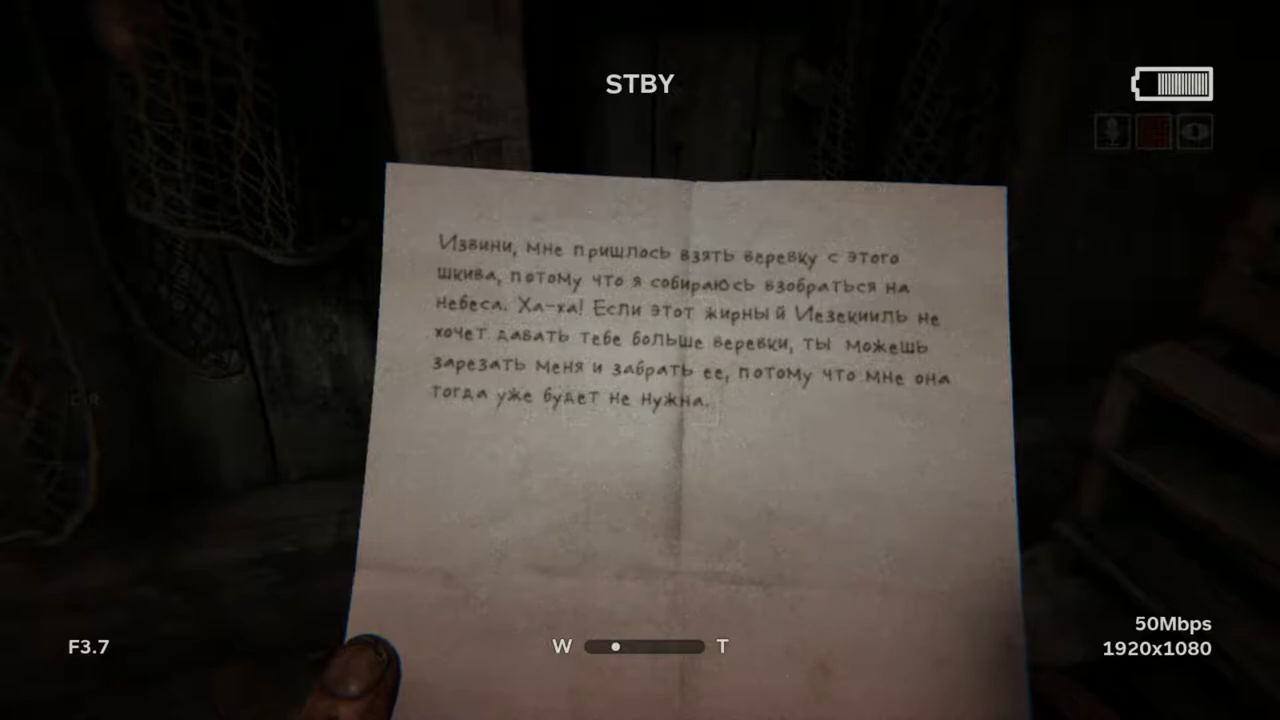 STBY
Извини, мне пришлось взять веревку с этого
шкива, потому что я собираюсь взобраться на
небеса. Ха-ха! Если этот жирный Иезекииль не
хочет давать тебе больше веревки, ты можешь
зарезать меня и забрать ее, потому что мне она
тогда уже будет не нужна.
F3.7
W T
50Mbps
1920x1080